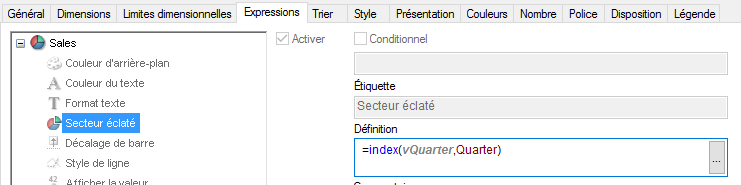 Général Dimensions Limites dimensionnelles Expressions Trier Style Présentation Couleurs Nombre Police Disposition Légende
Sales
Couleur d'arrière-plan
Couleur du texte
Format texte
Secteur éclaté
Décalage de barre
Style de ligne
Afficher la valeur
Activer
Conditionnel
Étiquette
Secteur éclaté
Définition
=index(vQuarter,Quarter)
...